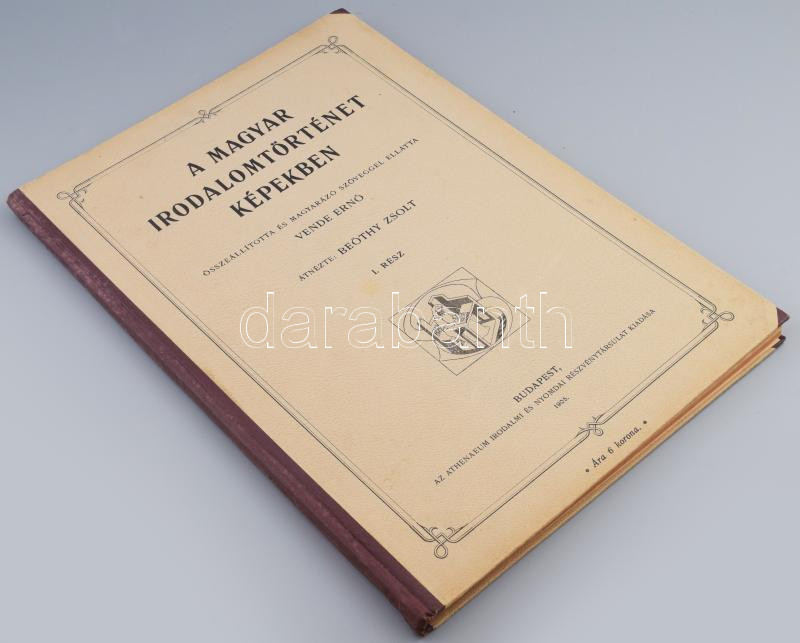 A MAGYAR
IRODALOMTÖRTÉNET
KÉPEKBEN
ÖSSZEÁLLÍTOTTA ÉS MAGYARÁZÓ SZÖVEGGEL ELLÁTTA
VENDE ERNŐ
ÁTNÉZTE: BEÖTHY ZSOLT
I. RÉSZ
darabanth
BUDAPEST,
AZ ATHENAEUM IRODALMI ÉS NYOMDAI RÉSZVÉNYTÁRSULAT KIADÁSA
1905.
• Ára 6 korona. •